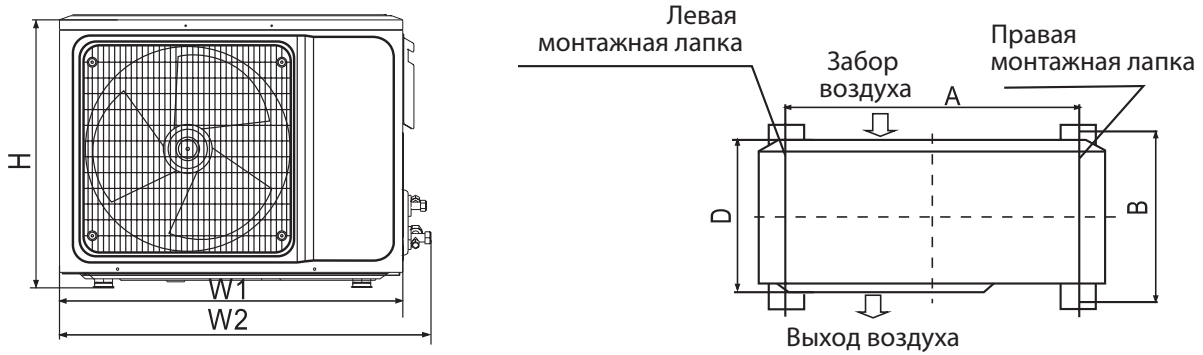 H
W1
W2
Левая
монтажная лапка
Забор
воздуха
A
Правая
монтажная лапка
D
B
Выход воздуха